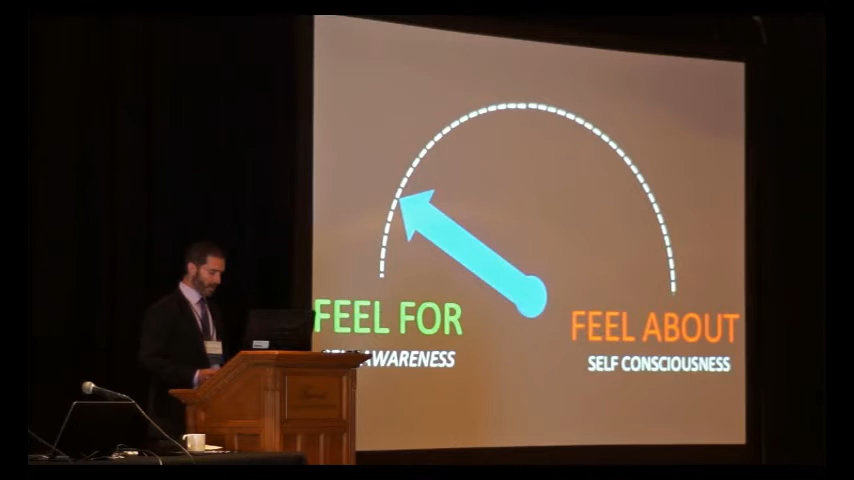 FEEL FOR
AWARENESS
FEEL ABOUT
SELF CONSCIOUSNESS